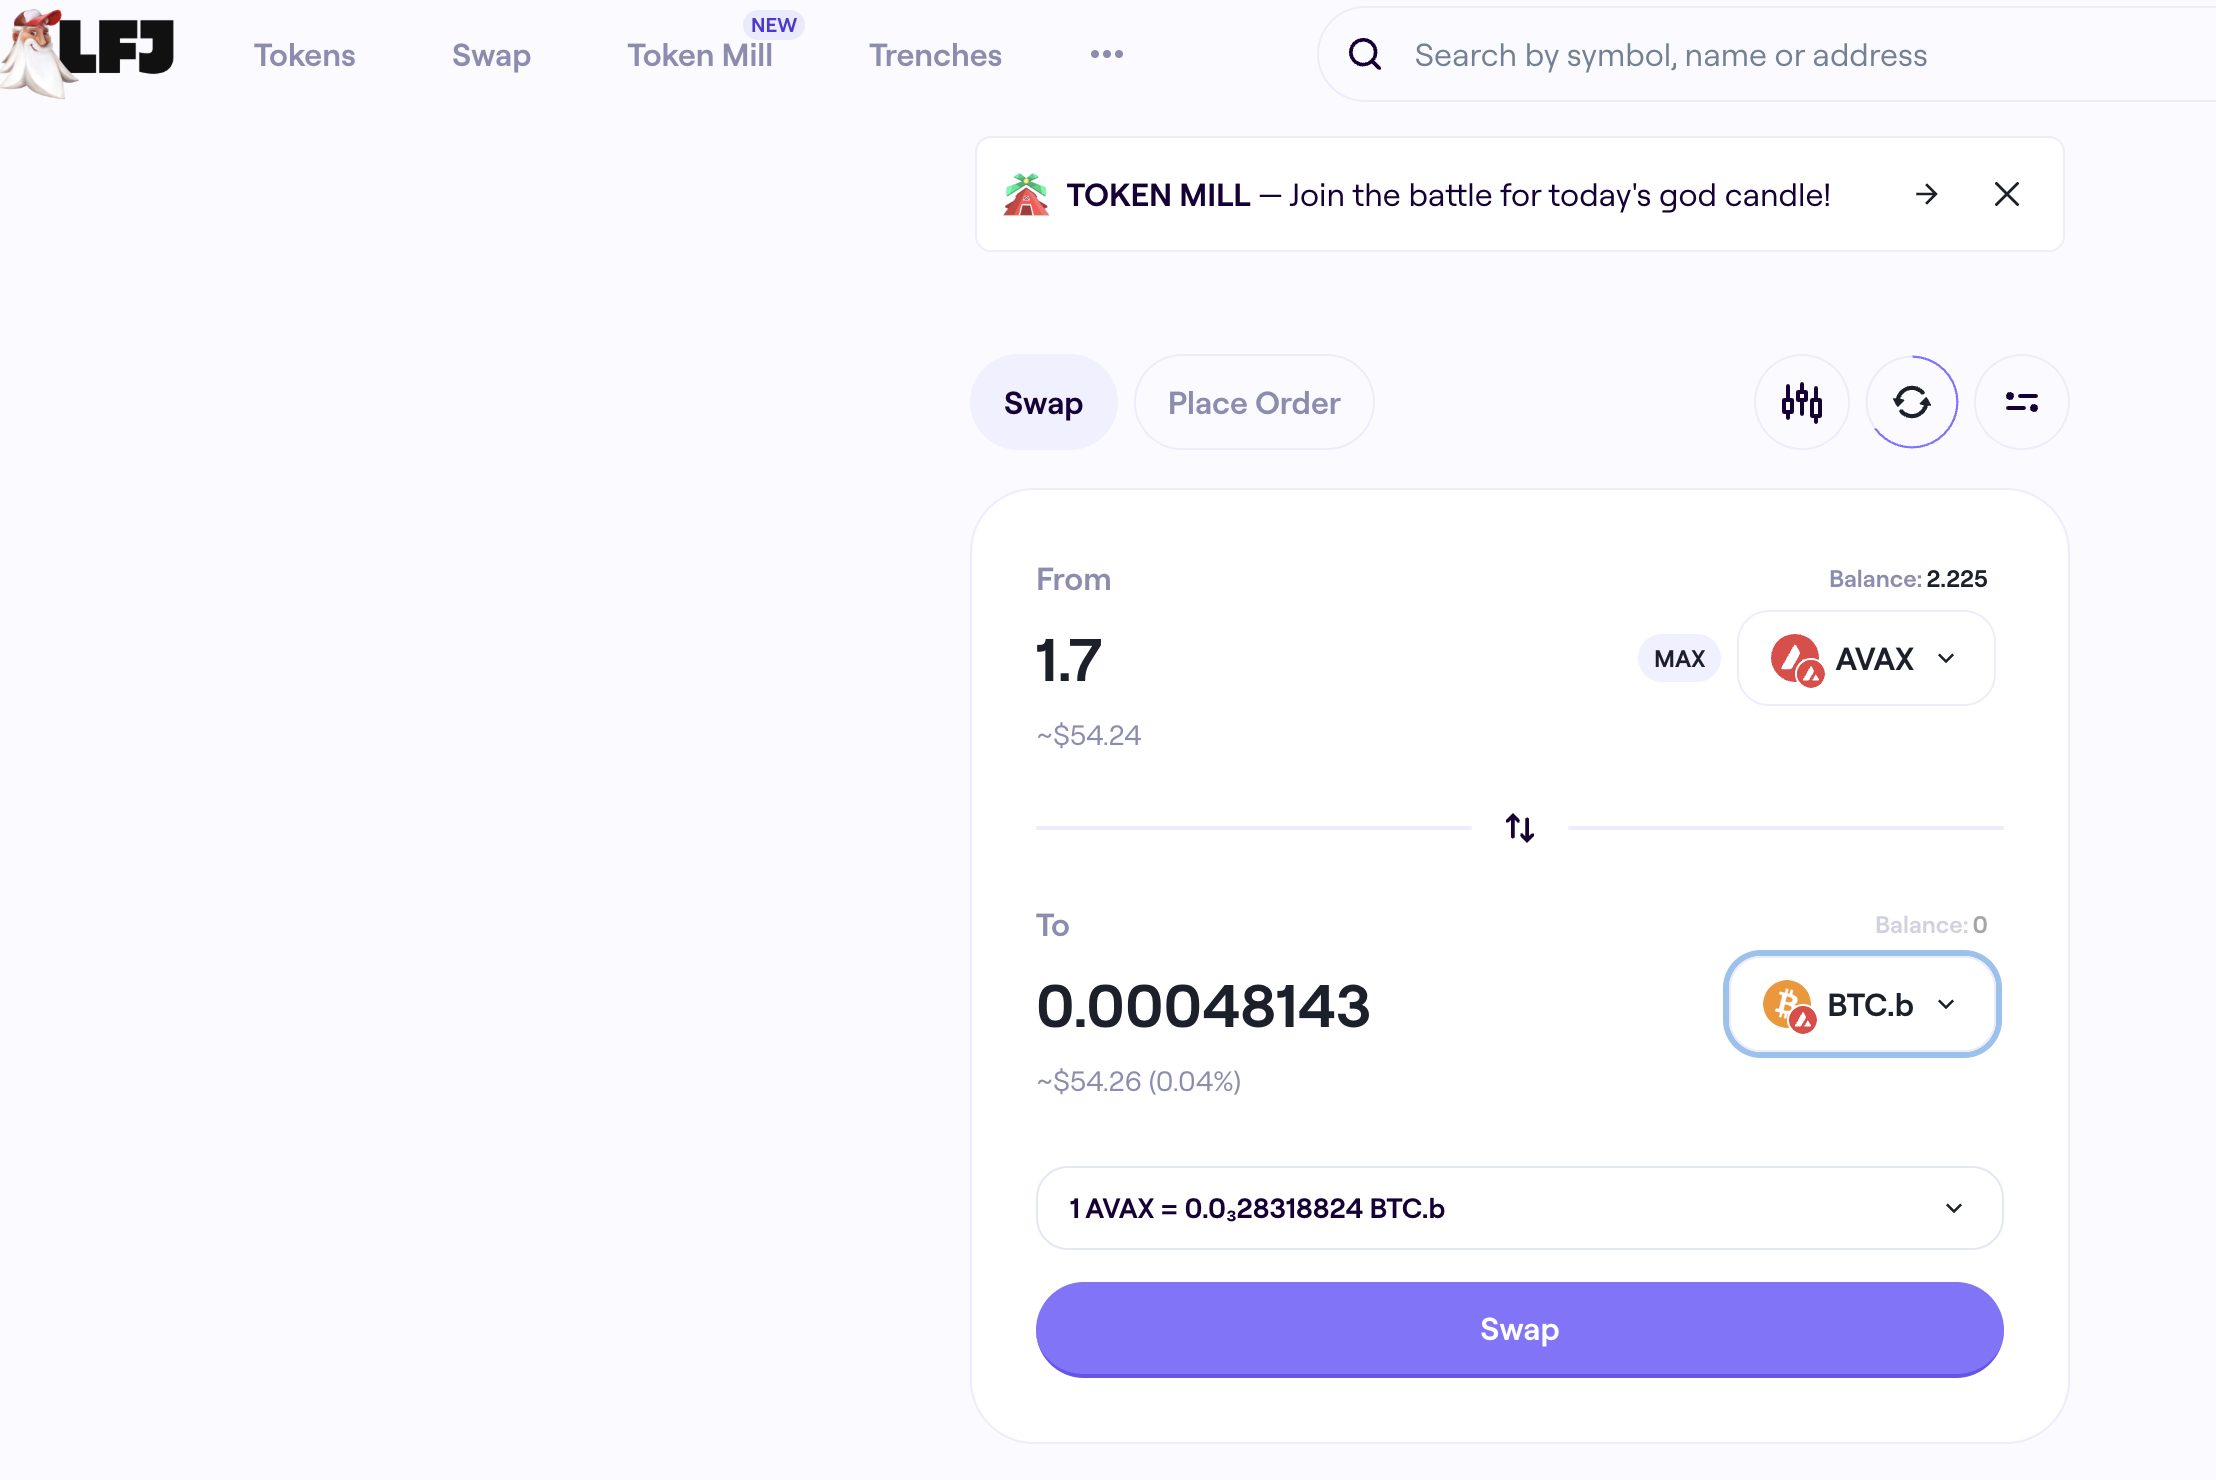 LFJ
Tokens
Swap
Token Mill
NEW
Trenches
Search by symbol, name or address
TOKEN MILL — Join the battle for today's god candle!
Swap
Place Order
From
Balance: 2.225
1.7
MAX
AVAX
~$54.24
To
Balance: 0
0.00048143
BTC.b
~$54.26 (0.04%)
1 AVAX = 0.0₃28318824 BTC.b
Swap